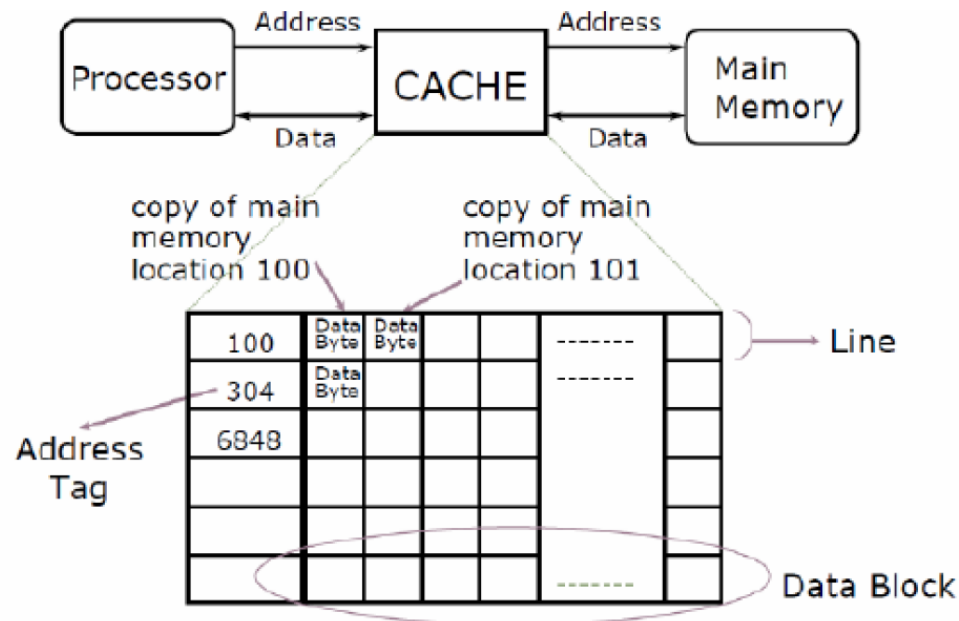 Address
Address
Processor
CACHE
Main
Memory
Data
Data
copy of main
memory
location 100
copy of main
memory
location 101
100
Data
Byte
Data
Byte
-------
Line
304
Data
Byte
-------
6848
Address
Tag
-------
Data Block